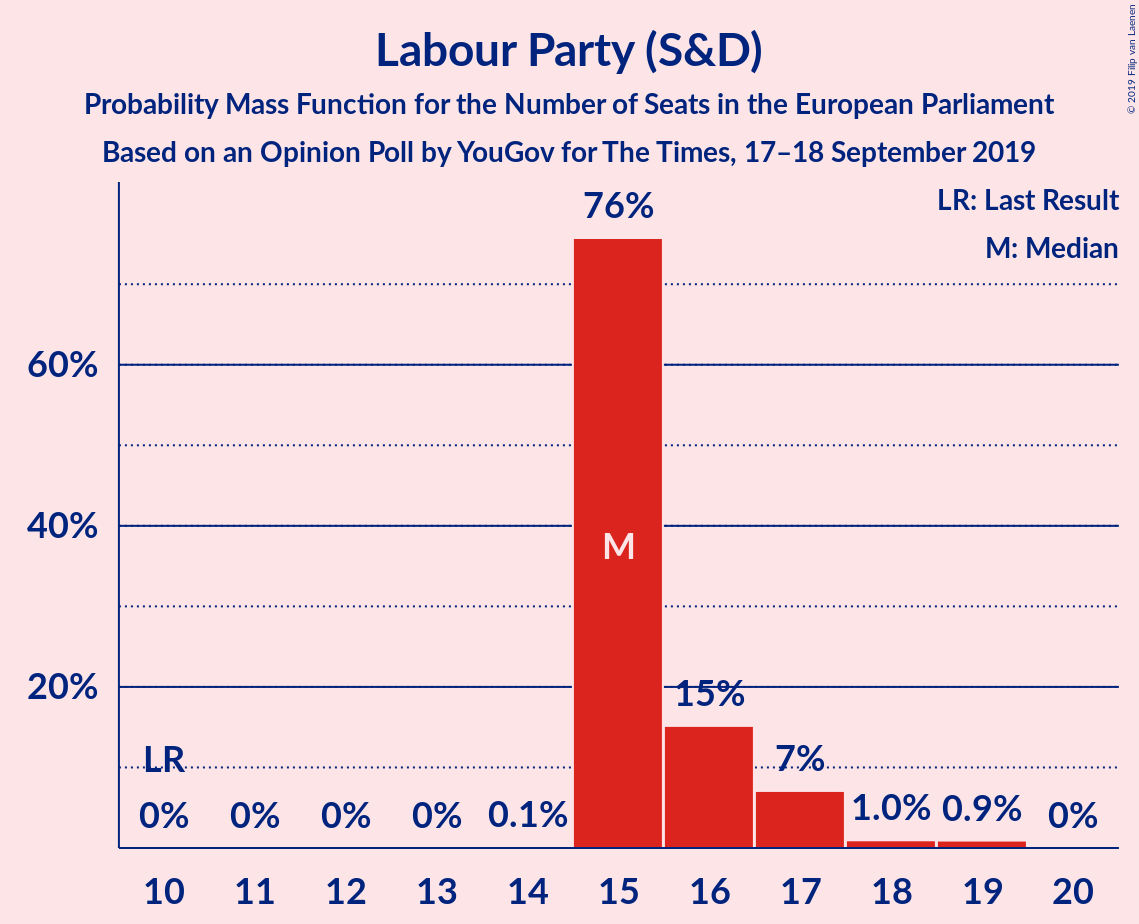 Labour Party (S&D)
Probability Mass Function for the Number of Seats in the European Parliament
Based on an Opinion Poll by YouGov for The Times, 17–18 September 2019
© 2019 Filip van Laenen
LR: Last Result
M: Median
76%
60%
40%
M
20%
15%
7%
LR
0% 0% 0% 0% 0.1% 1.0% 0.9% 0%
10 11 12 13 14 15 16 17 18 19 20